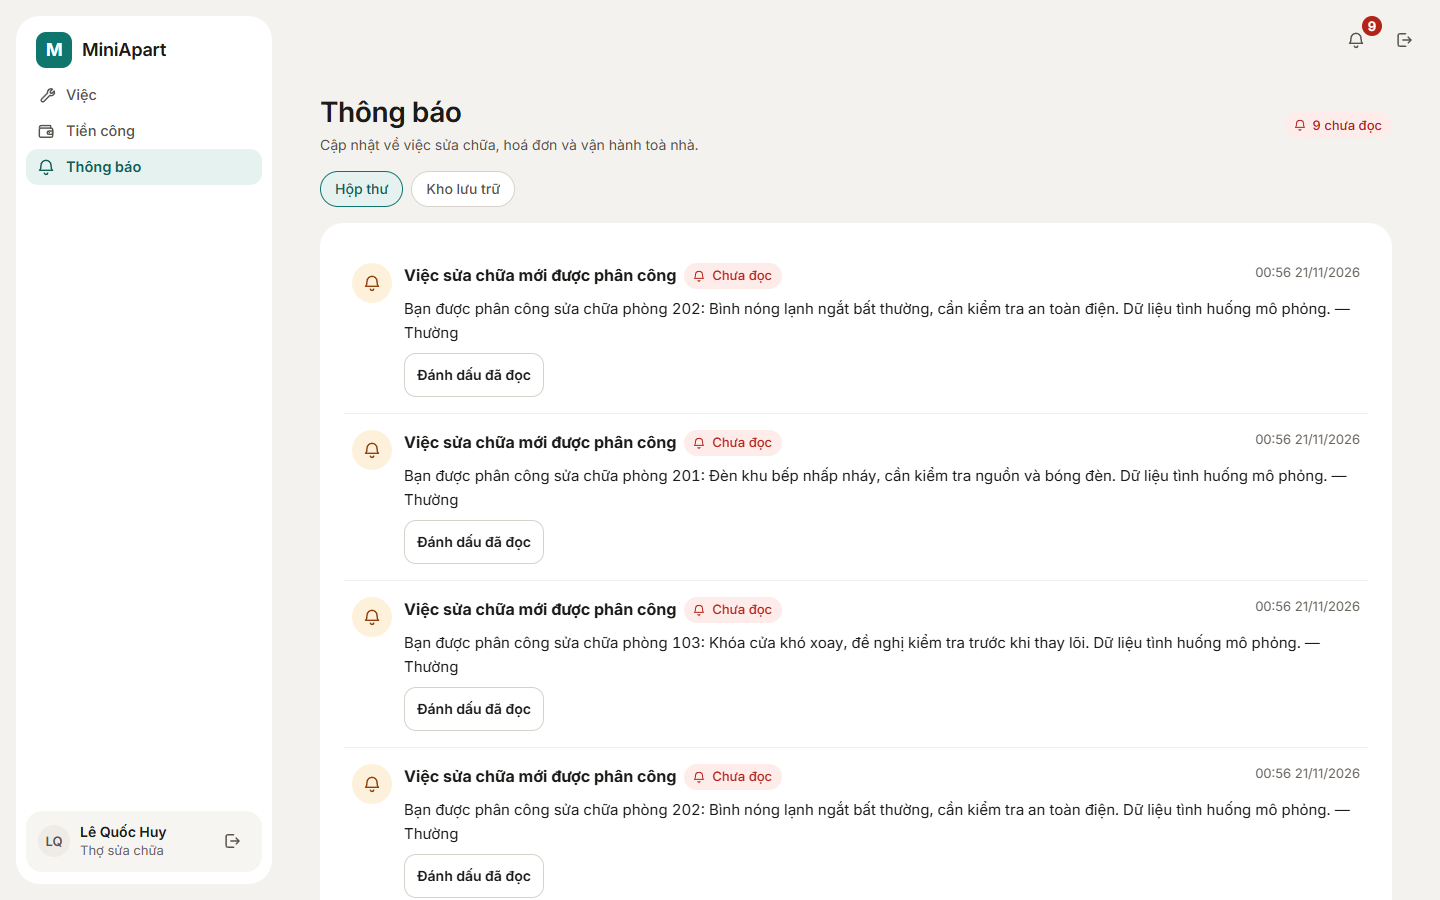 M MiniApart
Việc
Tiền công
Thông báo
LQ
Lê Quốc Huy
Thợ sửa chữa
9
Thông báo
Cập nhật về việc sửa chữa, hoá đơn và vận hành toà nhà.
9 chưa đọc
Hộp thư
Kho lưu trữ
Việc sửa chữa mới được phân công Chưa đọc 00:56 21/11/2026
Bạn được phân công sửa chữa phòng 202: Bình nóng lạnh ngắt bất thường, cần kiểm tra an toàn điện. Dữ liệu tình huống mô phỏng. —
Thường
Đánh dấu đã đọc
Việc sửa chữa mới được phân công Chưa đọc 00:56 21/11/2026
Bạn được phân công sửa chữa phòng 201: Đèn khu bếp nhấp nháy, cần kiểm tra nguồn và bóng đèn. Dữ liệu tình huống mô phỏng. —
Thường
Đánh dấu đã đọc
Việc sửa chữa mới được phân công Chưa đọc 00:56 21/11/2026
Bạn được phân công sửa chữa phòng 103: Khóa cửa khó xoay, đề nghị kiểm tra trước khi thay lõi. Dữ liệu tình huống mô phỏng. —
Thường
Đánh dấu đã đọc
Việc sửa chữa mới được phân công Chưa đọc 00:56 21/11/2026
Bạn được phân công sửa chữa phòng 202: Bình nóng lạnh ngắt bất thường, cần kiểm tra an toàn điện. Dữ liệu tình huống mô phỏng. —
Thường
Đánh dấu đã đọc